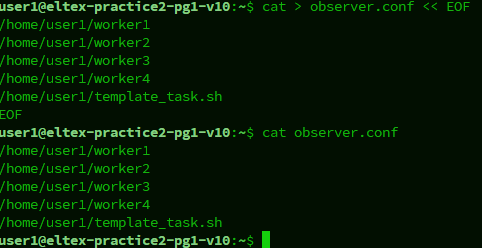 user1@eltex-practice2-pg1-v10:~$ cat > observer.conf << EOF
/home/user1/worker1
/home/user1/worker2
/home/user1/worker3
/home/user1/worker4
/home/user1/template_task.sh
EOF
user1@eltex-practice2-pg1-v10:~$ cat observer.conf
/home/user1/worker1
/home/user1/worker2
/home/user1/worker3
/home/user1/worker4
/home/user1/template_task.sh
user1@eltex-practice2-pg1-v10:~$